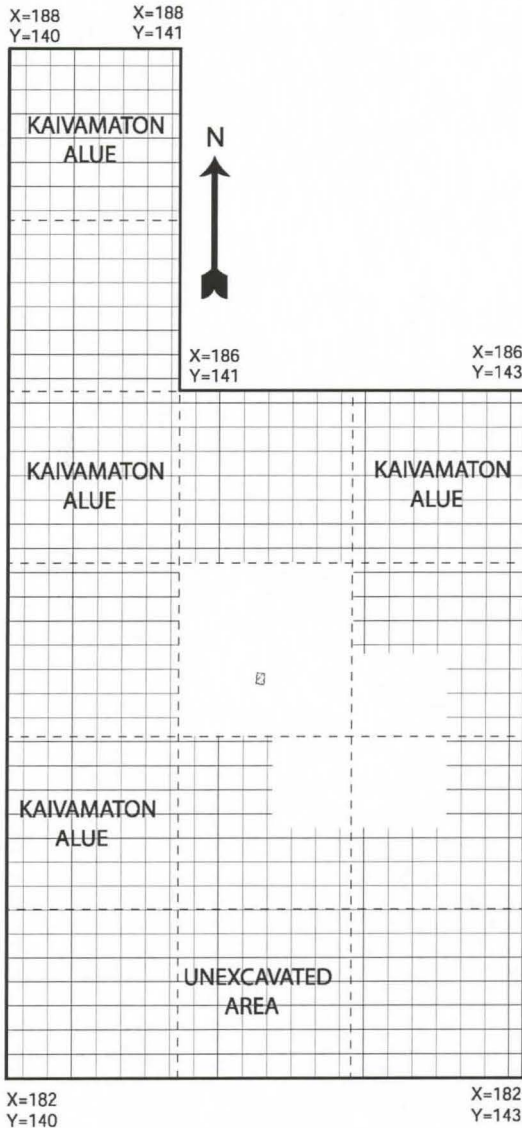 X=188
Y=140
X=188
Y=141
KAIVAMATON
ALUE
N
X=186
Y=141
X=186
Y=143
KAIVAMATON
ALUE
KAIVAMATON
ALUE
KAIVAMATON
ALUE
UNEXCAVATED
AREA
X=182
Y=140
X=182
Y=143